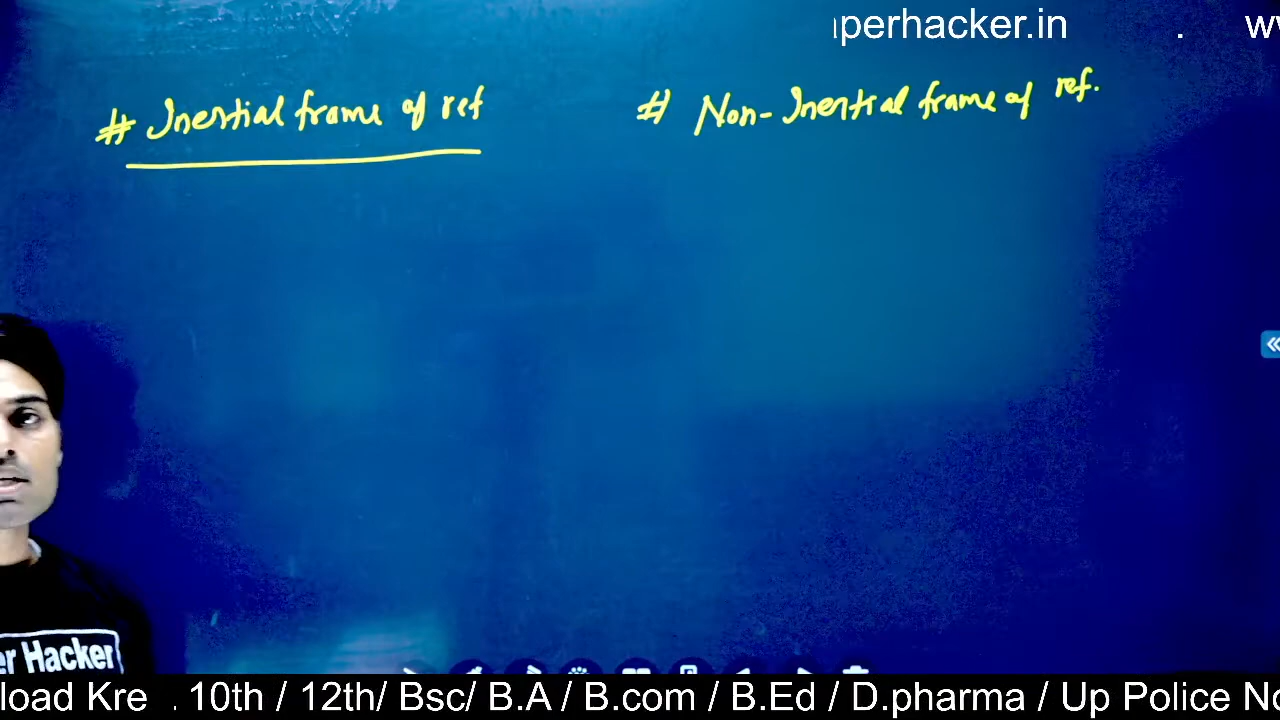 perhacker.in . w
# Inertial frame of ref
# Non-Inertial frame of ref.
er Hacker
load Kre . 10th / 12th/ Bsc/ B.A / B.com / B.Ed / D.pharma / Up Police No